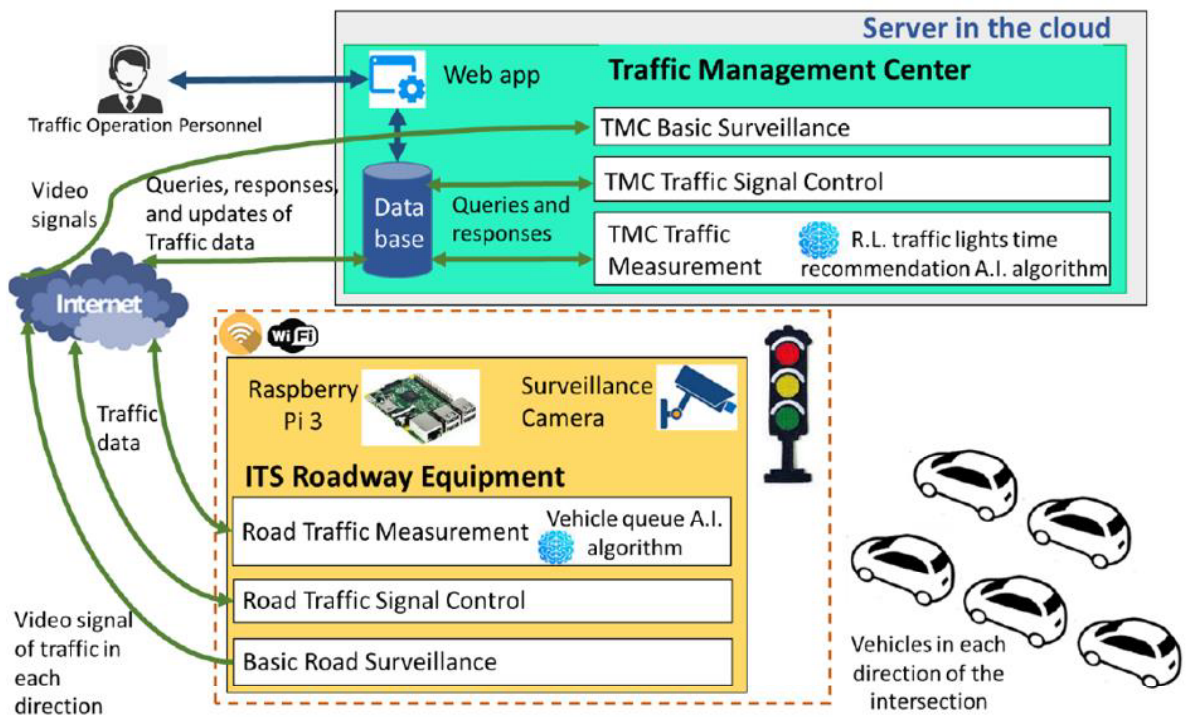 Server in the cloud
Web app
Traffic Management Center
Traffic Operation Personnel
TMC Basic Surveillance
Video
signals
Queries, responses,
and updates of
Traffic data
Data
base
Queries and
responses
TMC Traffic Signal Control
TMC Traffic
Measurement
R.L. traffic lights time
recommendation A.I. algorithm
Internet
WiFi
Raspberry
Pi 3
Surveillance
Camera
Traffic
data
ITS Roadway Equipment
Road Traffic Measurement
Vehicle queue A.I.
algorithm
Road Traffic Signal Control
Basic Road Surveillance
Video signal
of traffic in
each
direction
Vehicles in each
direction of the
intersection